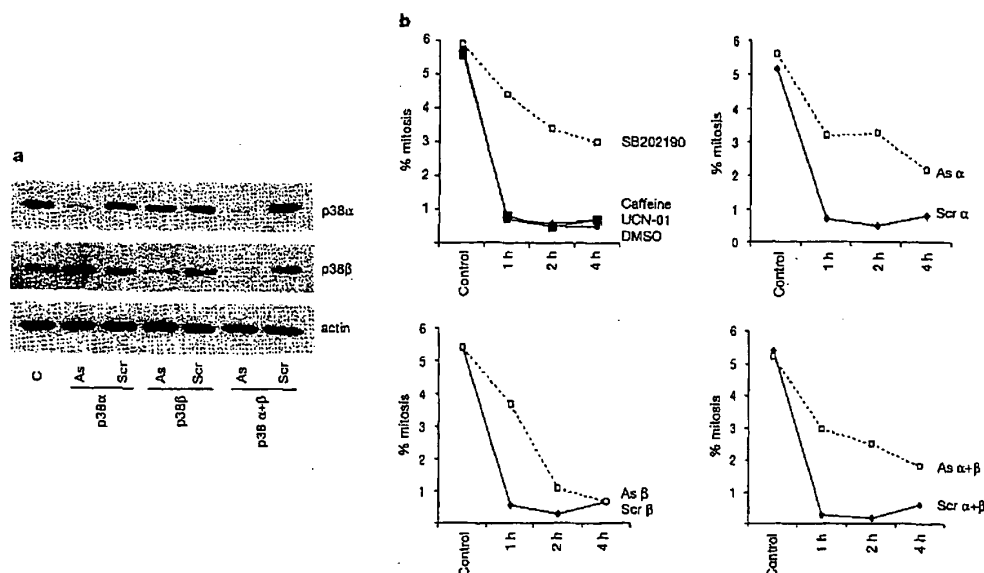 a
p38α
p38β
actin
C
As
Scr
As
Scr
As
Scr
p38α
p38β
p38 α+β
b
6
5
4
3
2
1
% mitosis
SB202190
Caffeine
UCN-01
DMSO
Control
1 h
2 h
4 h
6
5
4
3
2
1
0
% mitosis
As α
Scr α
Control
1 h
2 h
4 h
6
5
4
3
2
1
% mitosis
As β
Scr β
Control
1 h
2 h
4 h
6
5
4
3
2
1
% mitosis
As α+β
Scr α+β
Control
1 h
2 h
4 h